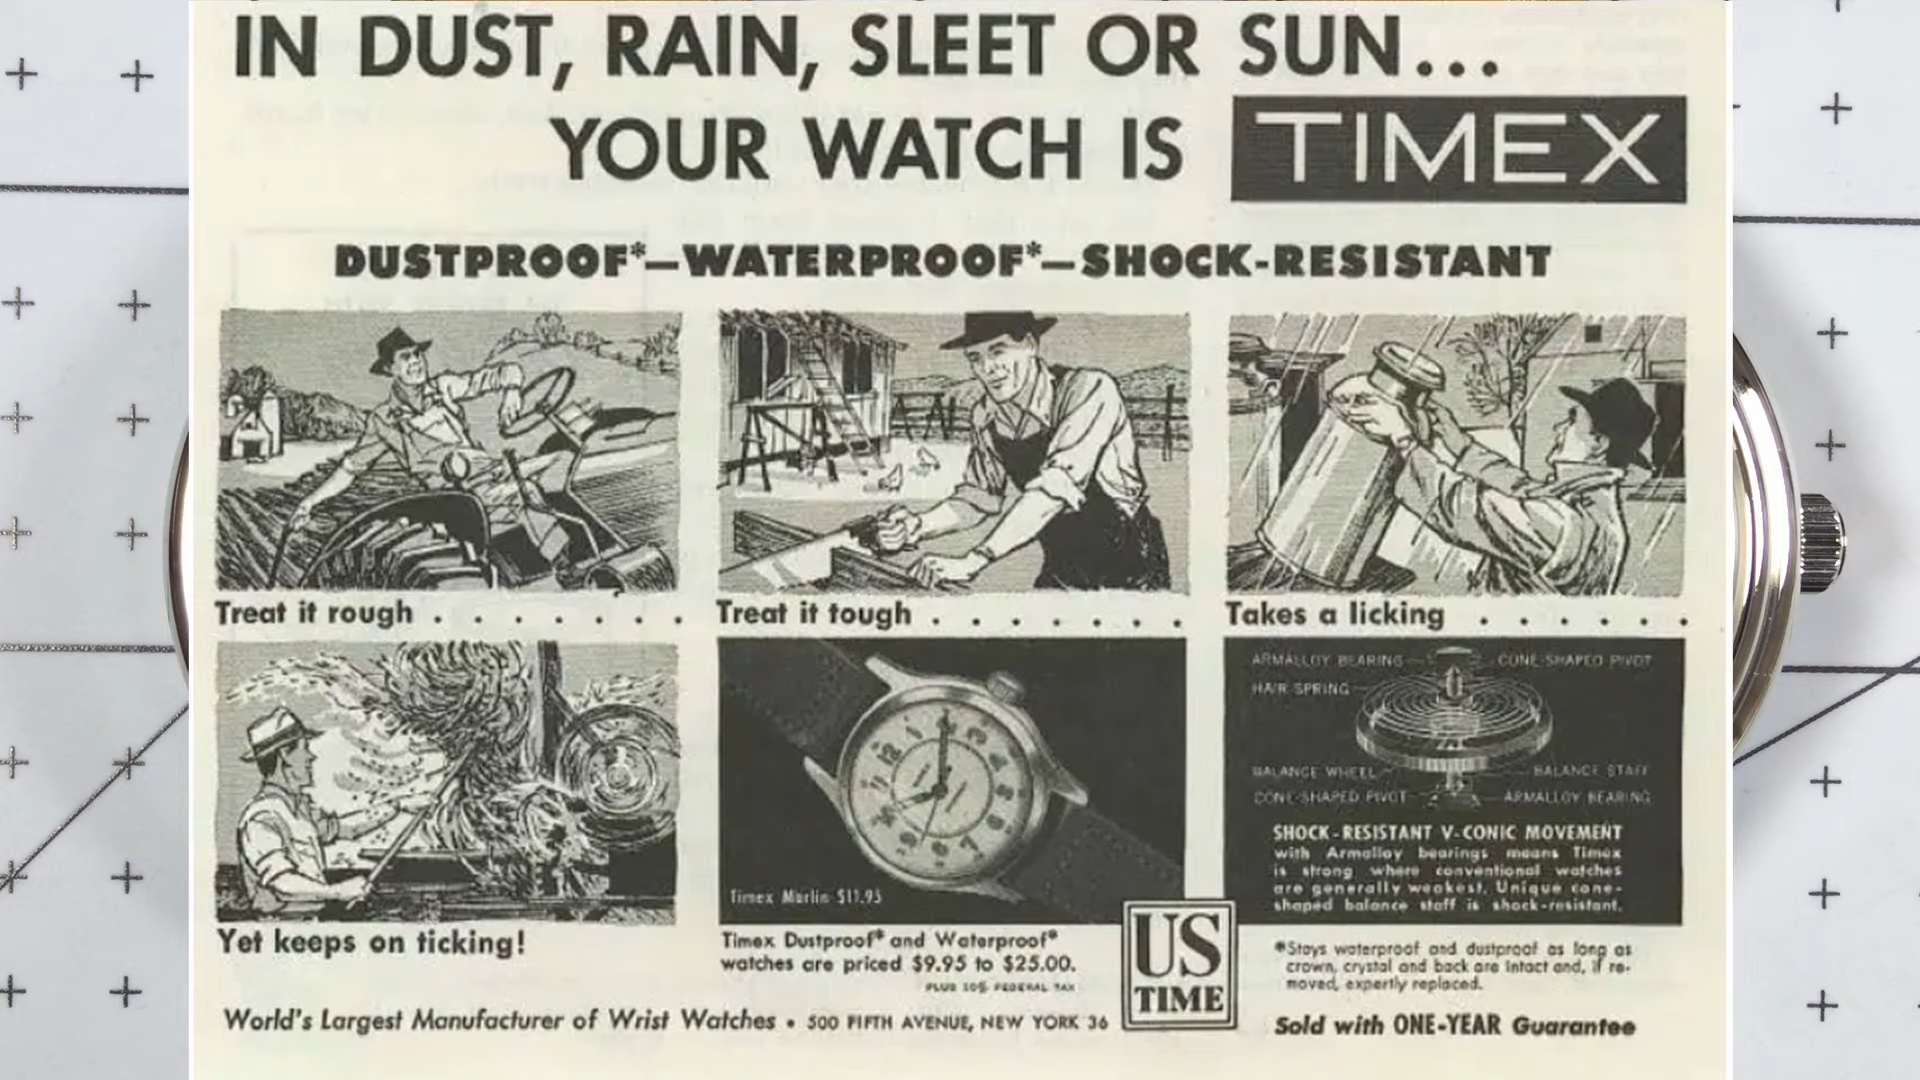 IN DUST, RAIN, SLEET OR SUN...
YOUR WATCH IS TIMEX
DUSTPROOF*—WATERPROOF*—SHOCK-RESISTANT
Treat it rough . . . . . . .
Treat it tough . . . . . . .
Takes a licking . . . . . .
Yet keeps on ticking!
Timex Marlin $11.95
Timex Dustproof* and Waterproof*
watches are priced $9.95 to $25.00.
PLUS 10% FEDERAL TAX
US
TIME
ARMALLOY BEARING
CONE-SHAPED PIVOT
HAIR SPRING
BALANCE WHEEL
BALANCE STAFF
CONE-SHAPED PIVOT
ARMALLOY BEARING
SHOCK-RESISTANT V-CONIC MOVEMENT
with Armalloy bearings means Timex
is strong where conventional watches
are generally weakest. Unique cone-
shaped balance staff is shock-resistant.
*Stays waterproof and dustproof as long as
crown, crystal and back are intact and, if re-
moved, expertly replaced.
World's Largest Manufacturer of Wrist Watches • 500 FIFTH AVENUE, NEW YORK 36
Sold with ONE-YEAR Guarantee